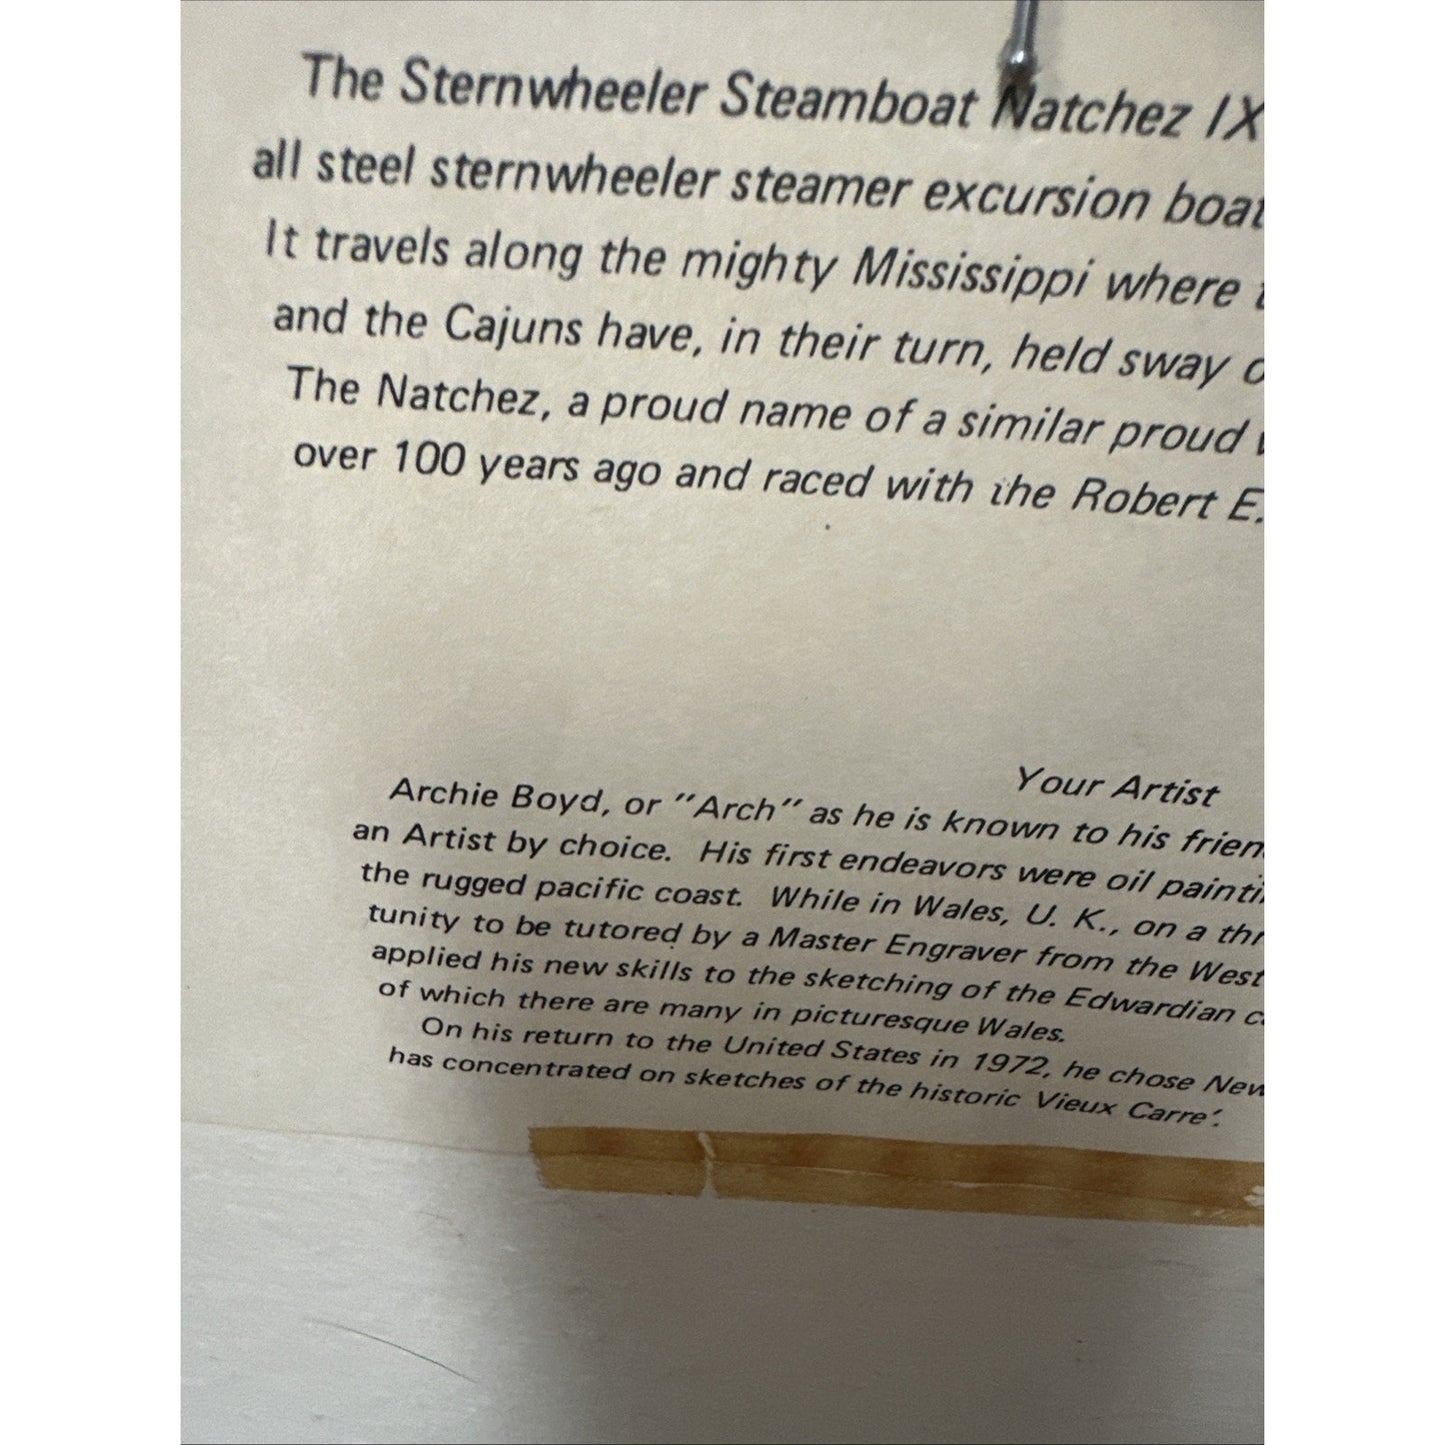 The Sternwheeler Steamboat Natchez IX
all steel sternwheeler steamer excursion boat
It travels along the mighty Mississippi where
and the Cajuns have, in their turn, held sway
The Natchez, a proud name of a similar proud
over 100 years ago and raced with the Robert E.
Your Artist
Archie Boyd, or "Arch" as he is known to his frien
an Artist by choice. His first endeavors were oil painti
the rugged pacific coast. While in Wales, U. K., on a thr
tunity to be tutored by a Master Engraver from the West
applied his new skills to the sketching of the Edwardian c
of which there are many in picturesque Wales.
On his return to the United States in 1972, he chose New
has concentrated on sketches of the historic Vieux Carre'.